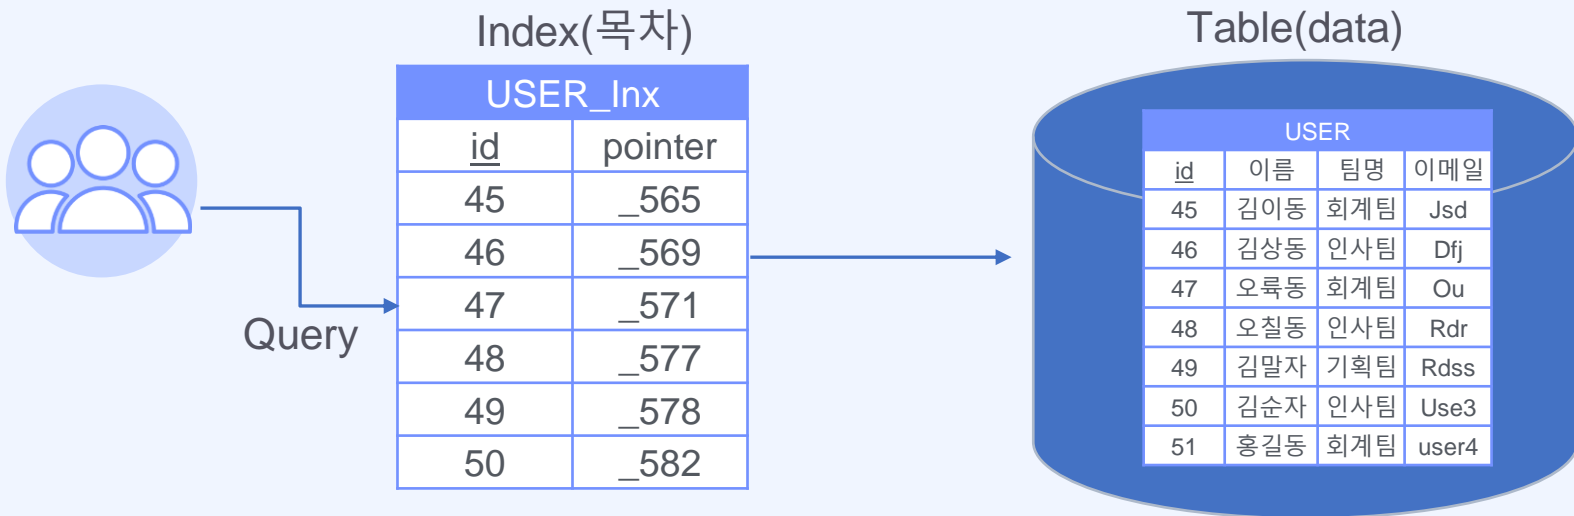 Index(목차)
Table(data)
Query
USER_Inx
id pointer
45 _565
46 _569
47 _571
48 _577
49 _578
50 _582
USER
id 이름 팀명 이메일
45 김이동 회계팀 Jsd
46 김상동 인사팀 Dfj
47 오륙동 회계팀 Ou
48 오칠동 인사팀 Rdr
49 김말자 기획팀 Rdss
50 김순자 인사팀 Use3
51 홍길동 회계팀 user4